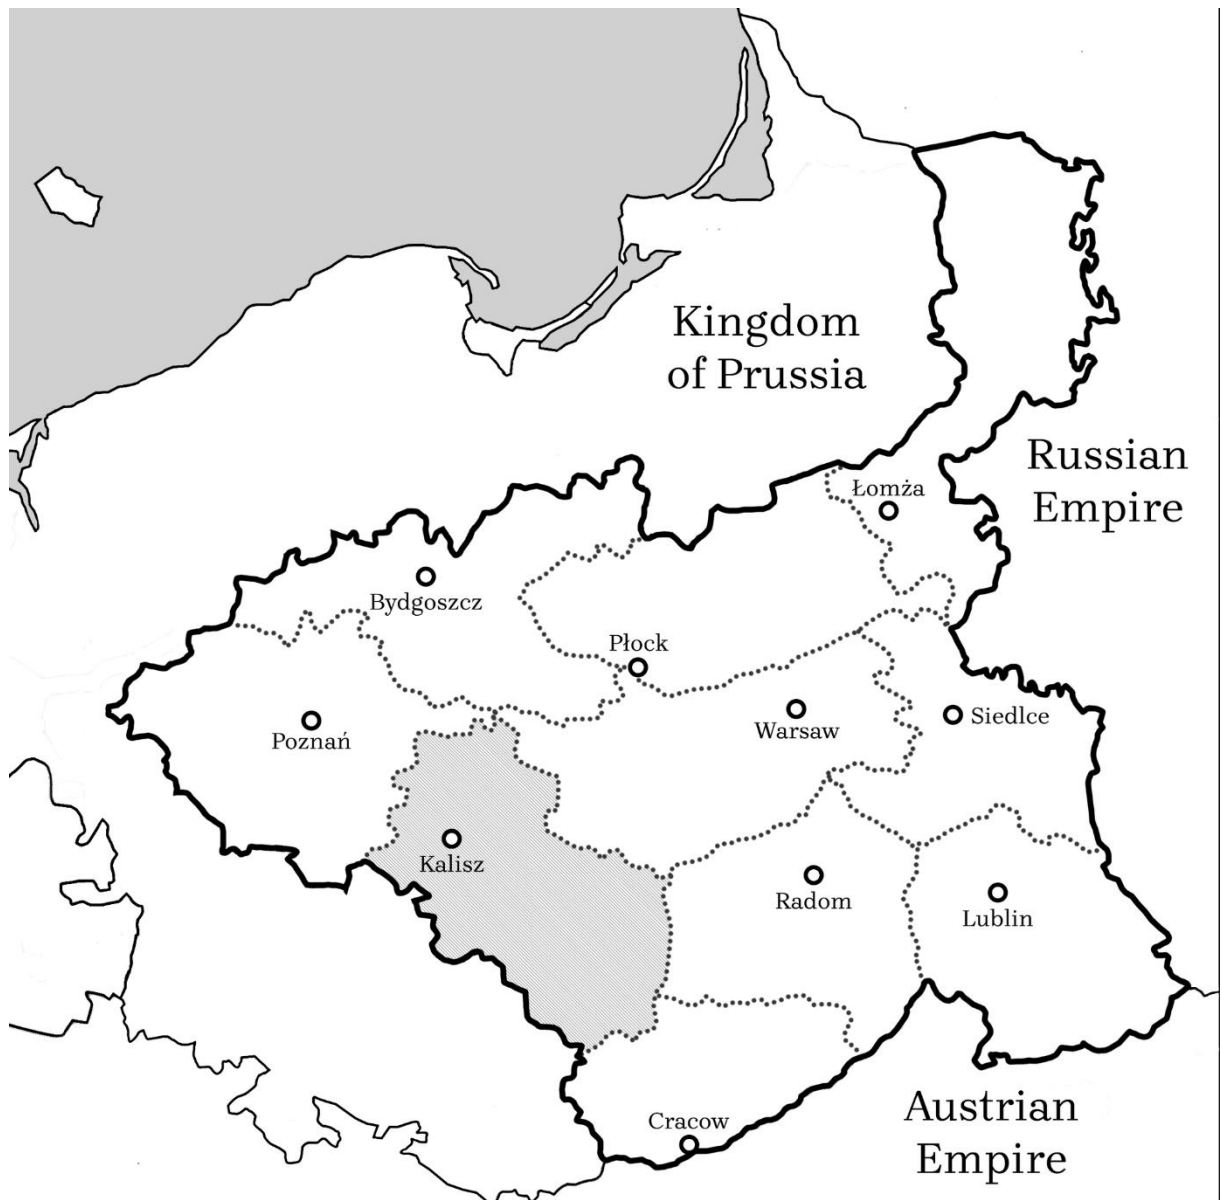 Kingdom
of Prussia
Russian
Empire
Łomża
Bydgoszcz
Płock
Poznań
Warsaw
Siedlce
Kalisz
Radom
Lublin
Cracow
Austrian
Empire